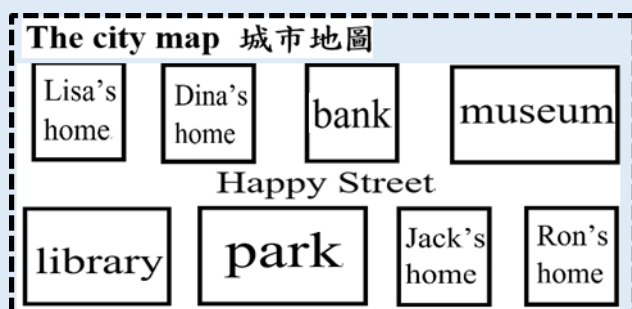 The city map 城市地圖
Lisa's home
Dina's home
bank
museum
Happy Street
library
park
Jack's home
Ron's home